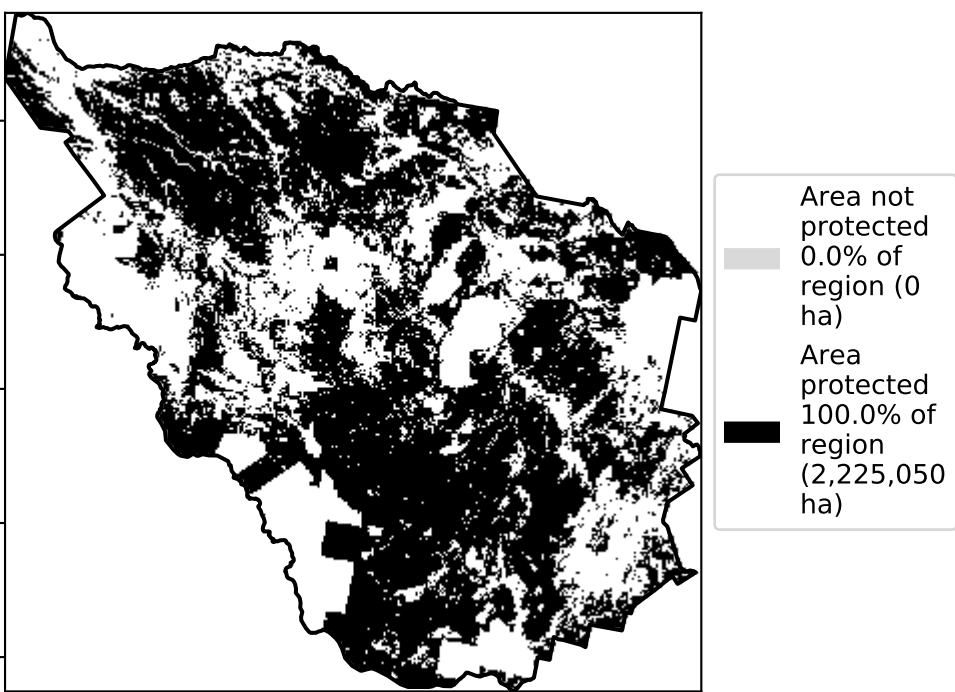 Area not
protected
0.0% of
region (0
ha)
Area
protected
100.0% of
region
(2,225,050
ha)